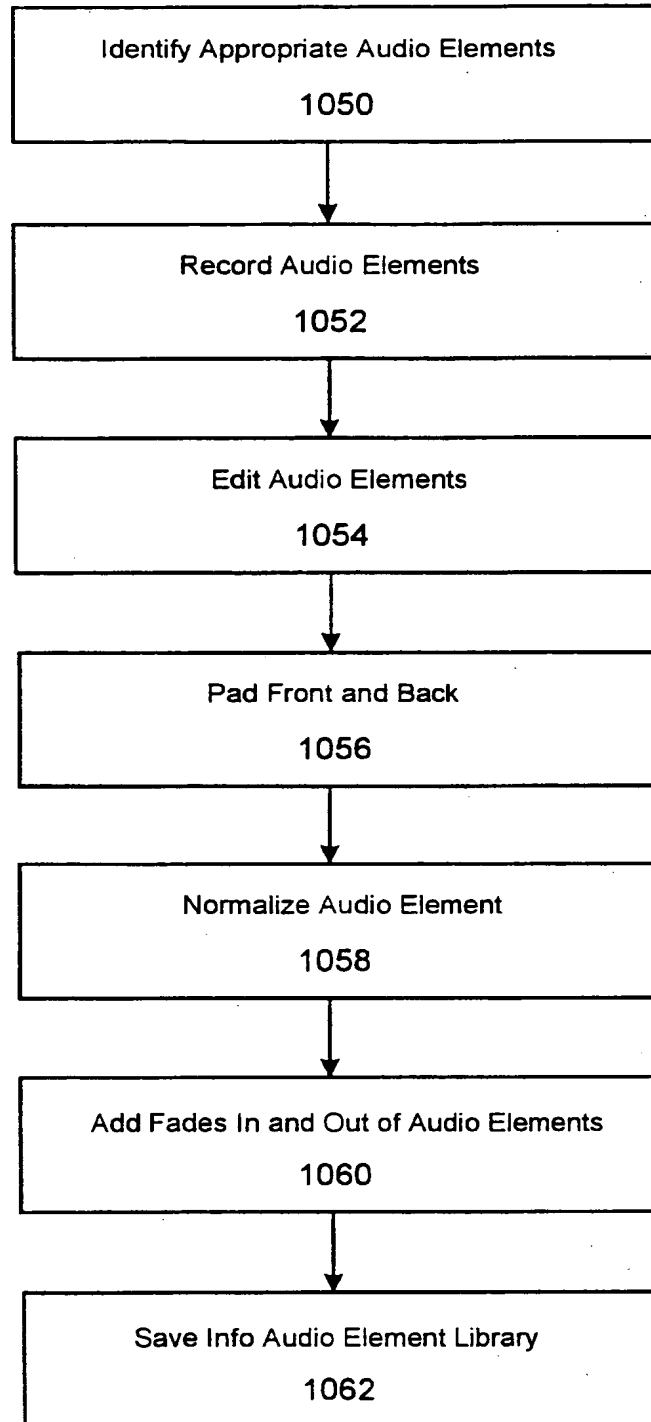 Identify Appropriate Audio Elements
1050
Record Audio Elements
1052
Edit Audio Elements
1054
Pad Front and Back
1056
Normalize Audio Element
1058
Add Fades In and Out of Audio Elements
1060
Save Info Audio Element Library
1062